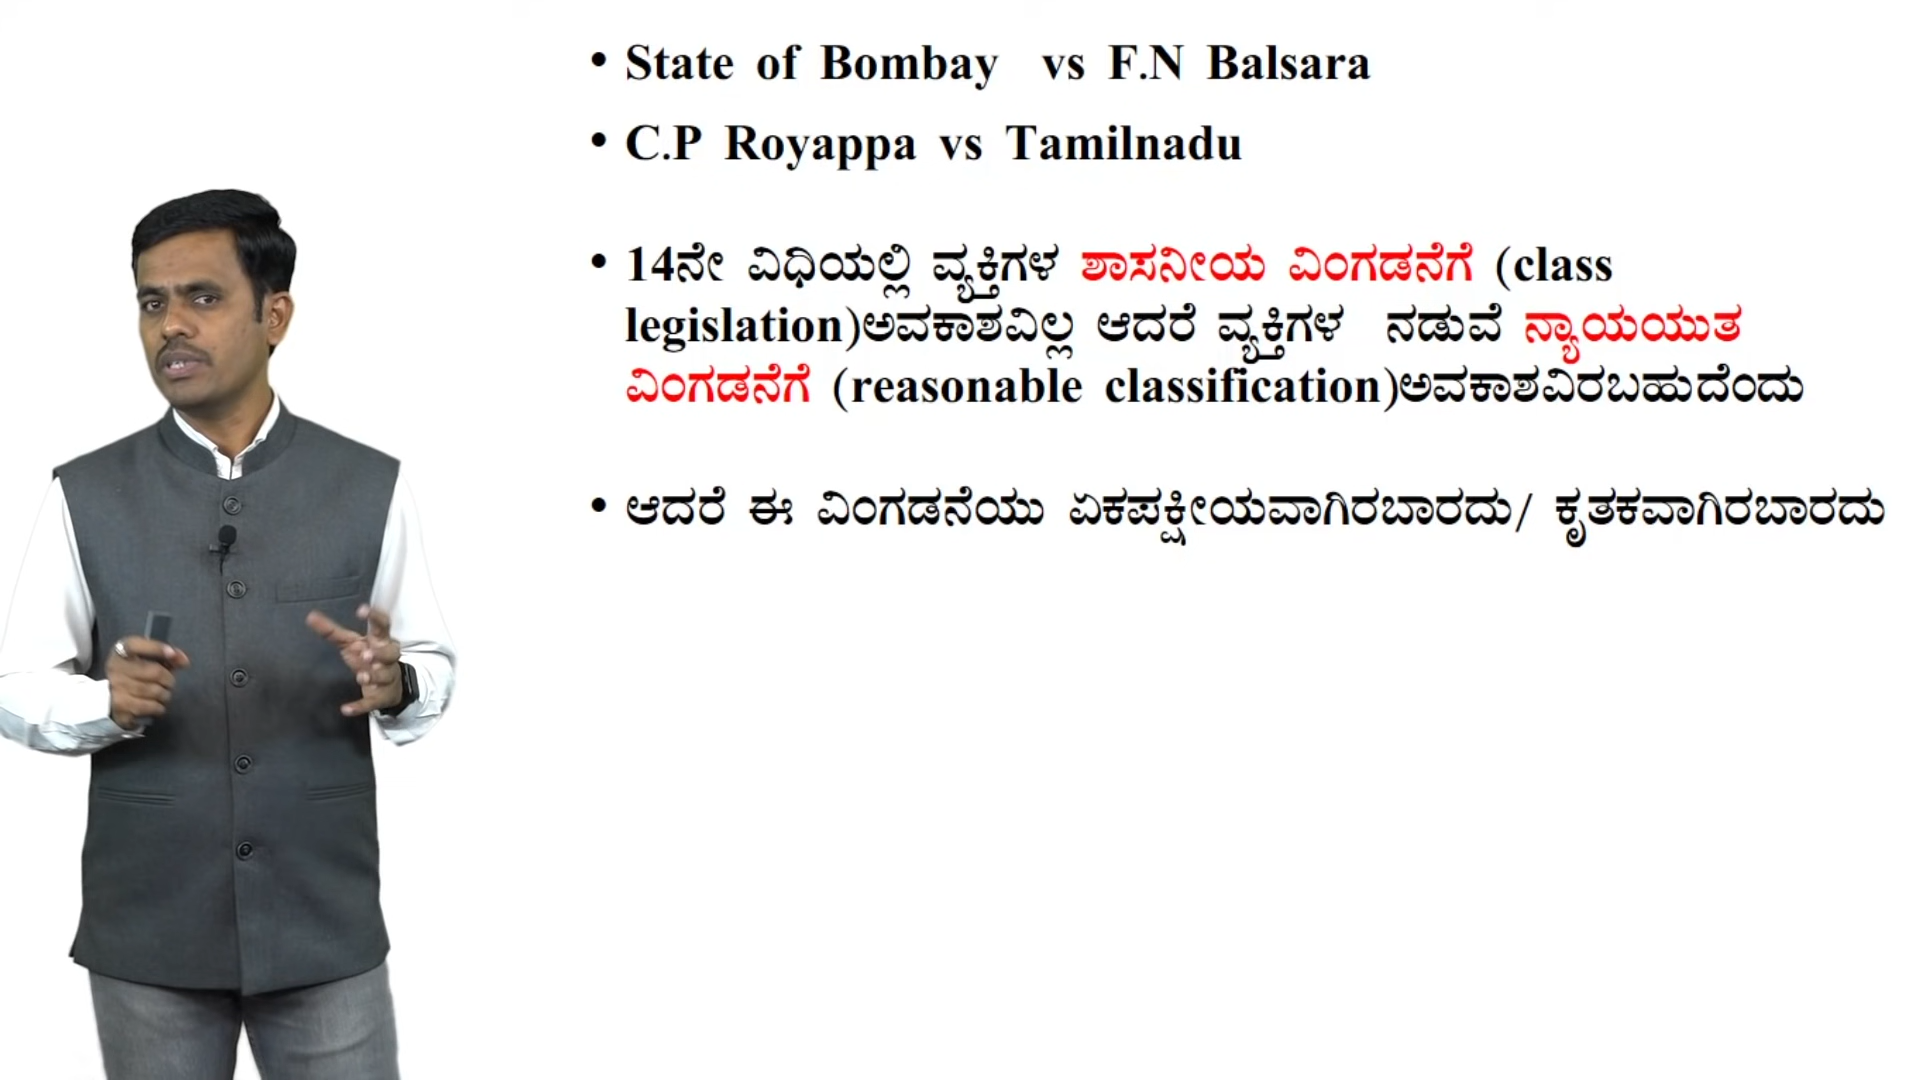 • State of Bombay vs F.N Balsara
• C.P Royappa vs Tamilnadu
• 14ನೇ ವಿಧಿಯಲ್ಲಿ ವ್ಯಕ್ತಿಗಳ ಶಾಸನೀಯ ವಿಂಗಡನೆಗೆ (class
legislation)ಅವಕಾಶವಿಲ್ಲ ಆದರೆ ವ್ಯಕ್ತಿಗಳ ನಡುವೆ ನ್ಯಾಯಯುತ
ವಿಂಗಡನೆಗೆ (reasonable classification)ಅವಕಾಶವಿರಬಹುದೆಂದು
• ಆದರೆ ಈ ವಿಂಗಡನೆಯು ಏಕಪಕ್ಷೀಯವಾಗಿರಬಾರದು/ ಕೃತಕವಾಗಿರಬಾರದು